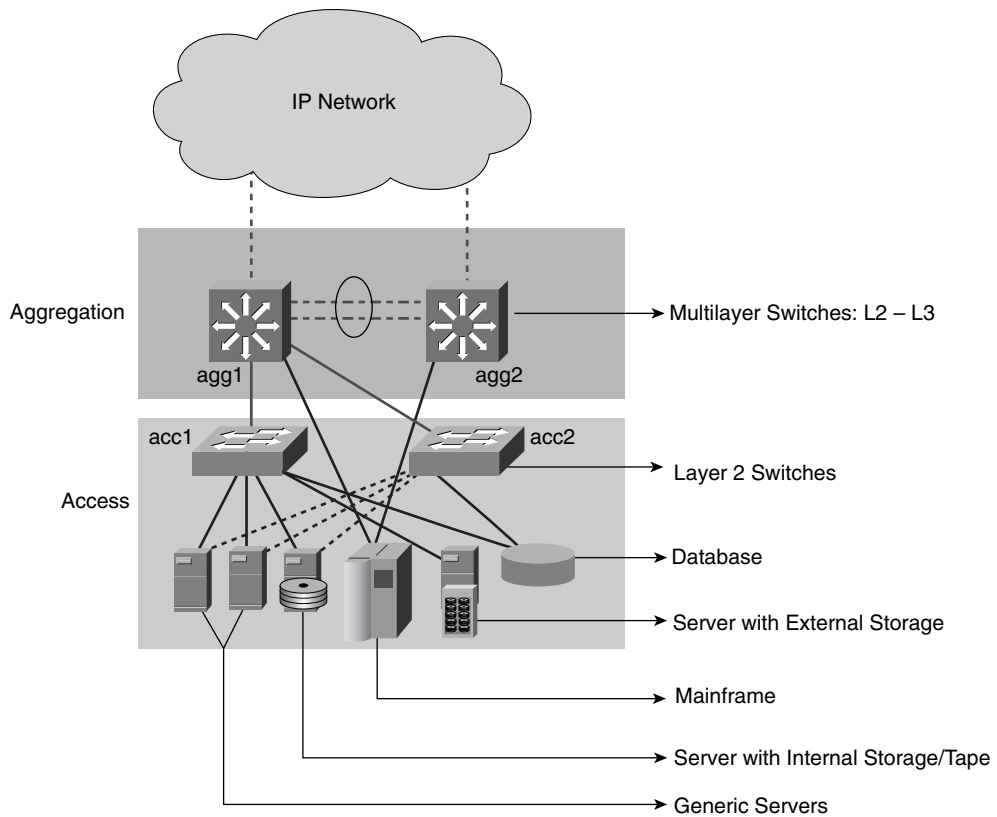 IP Network
Aggregation
Multilayer Switches: L2 – L3
agg1
agg2
acc1
acc2
Layer 2 Switches
Access
Database
Server with External Storage
Mainframe
Server with Internal Storage/Tape
Generic Servers